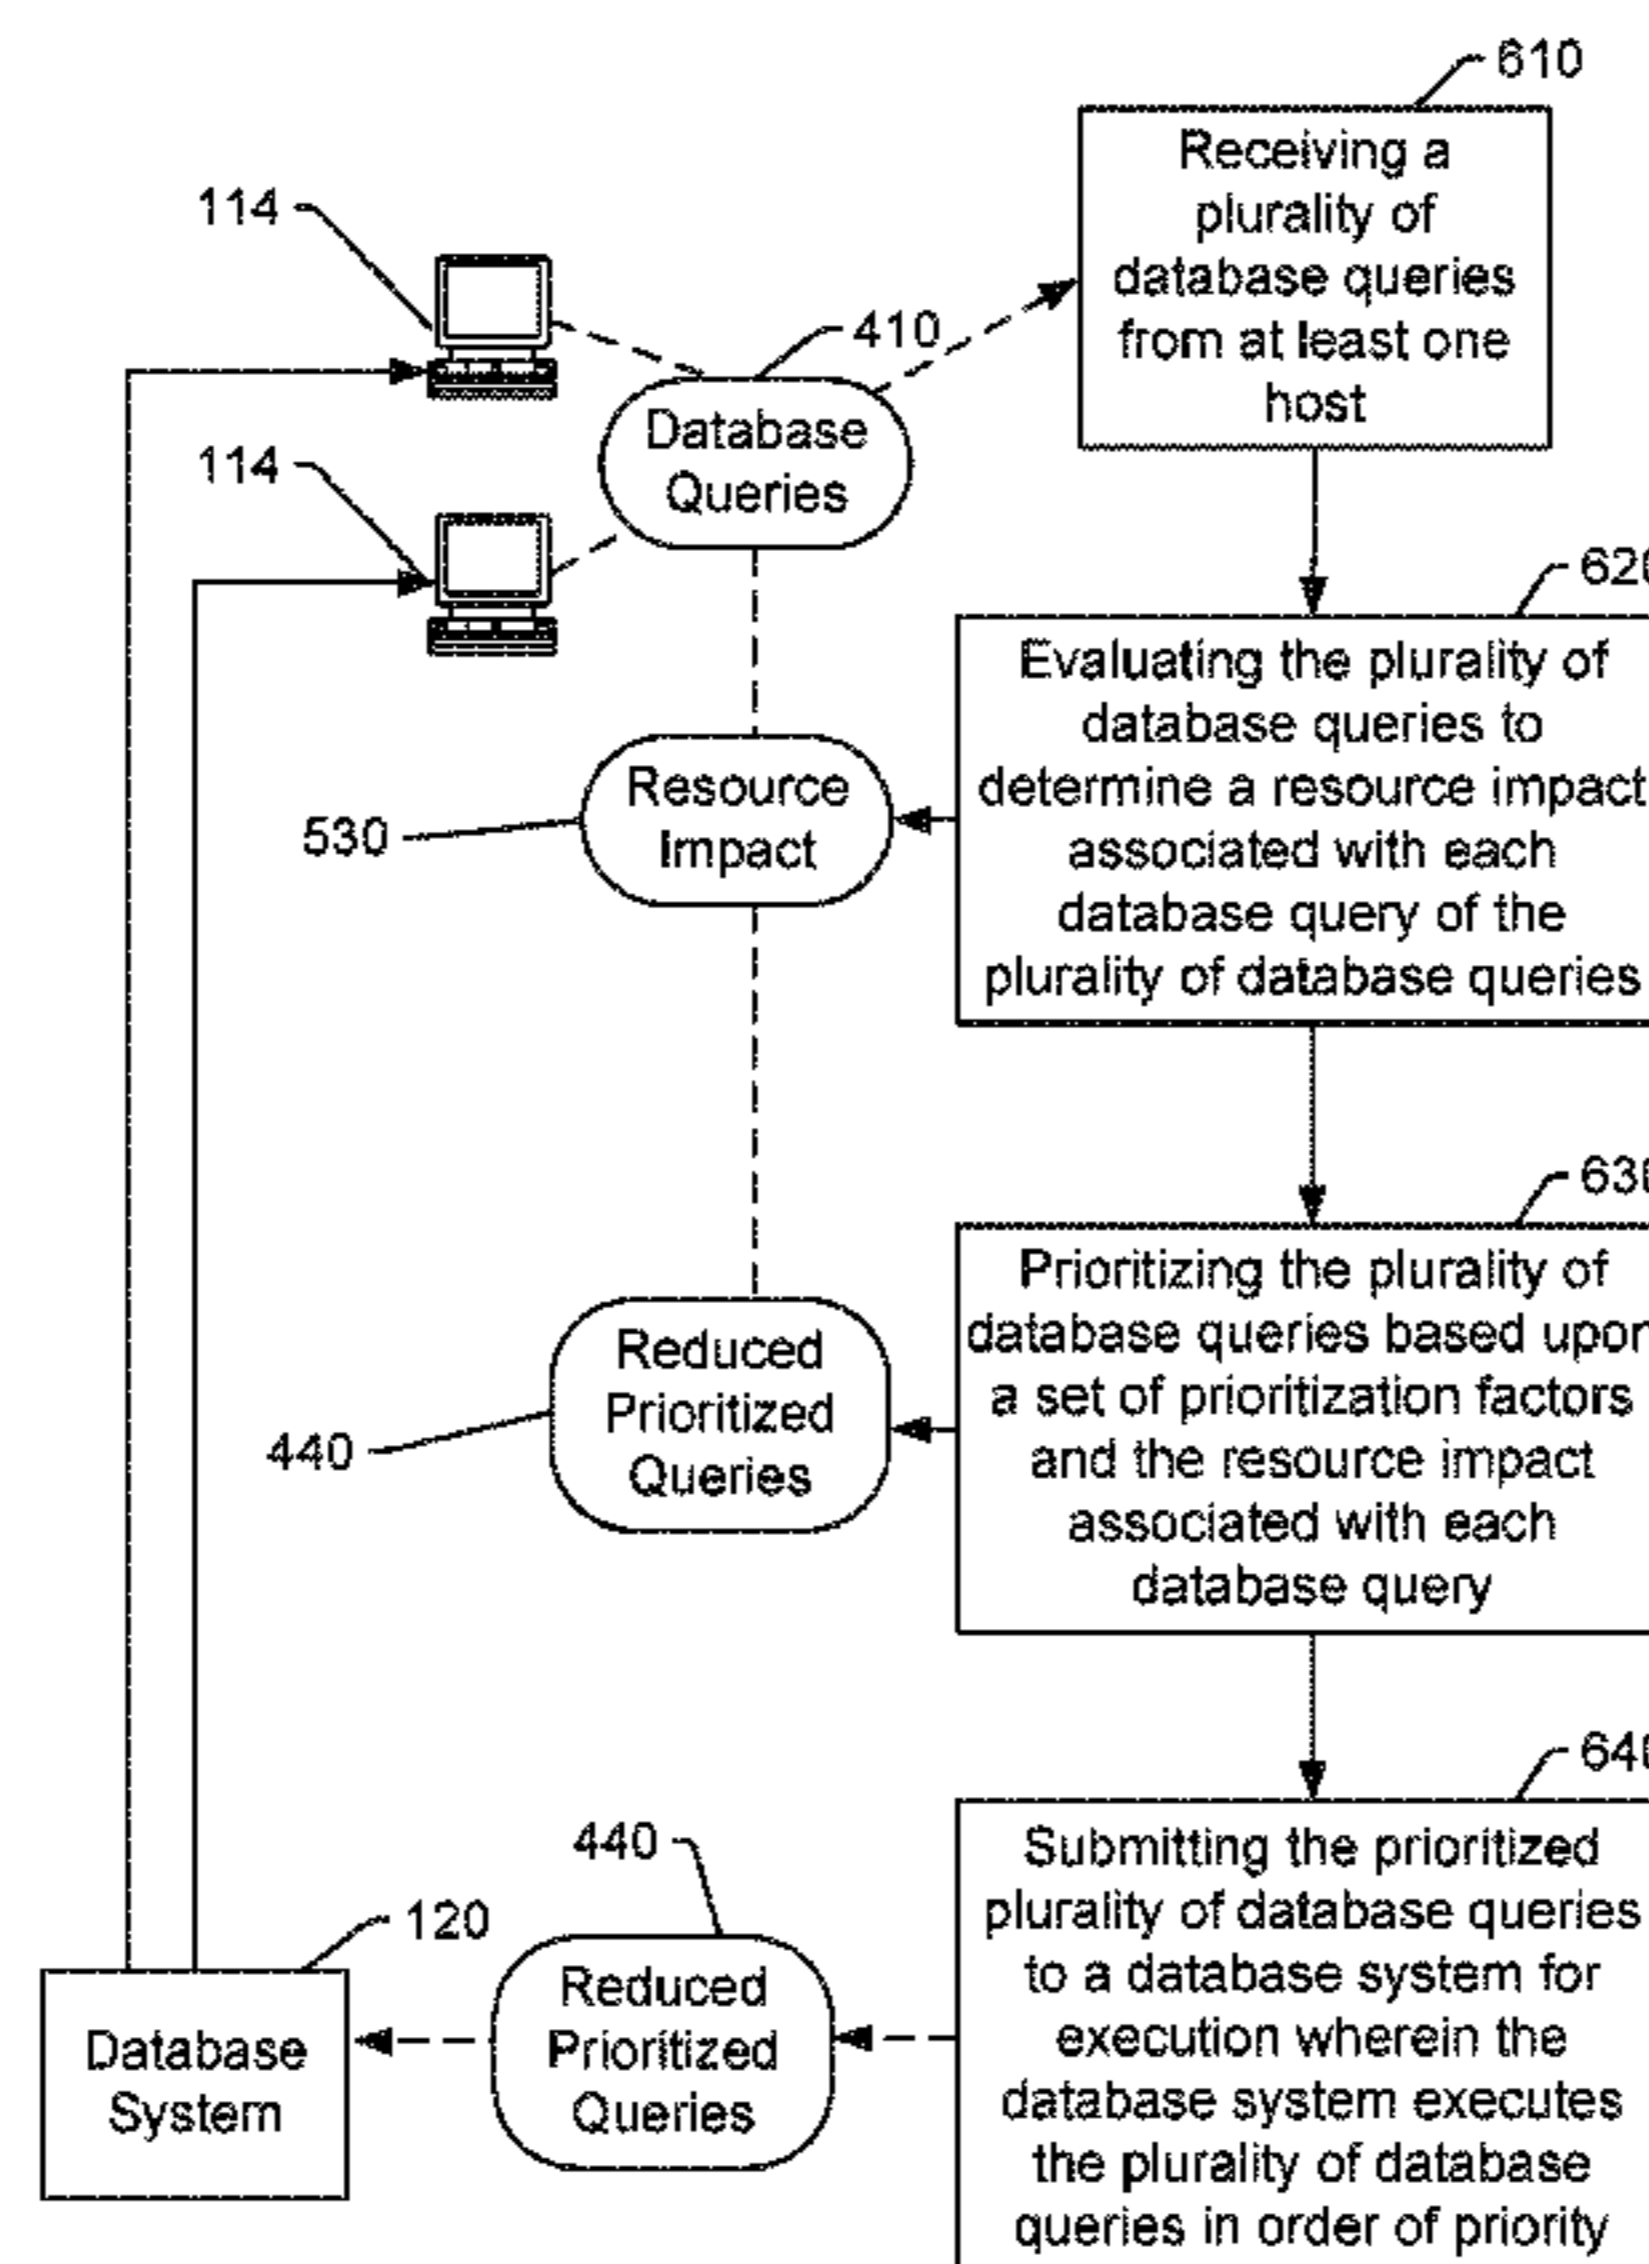 610
Receiving a
plurality of
database queries
from at least one
host
114
410
Database
Queries
114
620
Evaluating the plurality of
database queries to
determine a resource impact
associated with each
database query of the
plurality of database queries
Resource
Impact
530
630
Prioritizing the plurality of
database queries based upon
a set of prioritization factors
and the resource impact
associated with each
database query
Reduced
Prioritized
Queries
440
640
Submitting the prioritized
plurality of database queries
to a database system for
execution wherein the
database system executes
the plurality of database
queries in order of priority
440
Reduced
Prioritized
Queries
120
Database
System